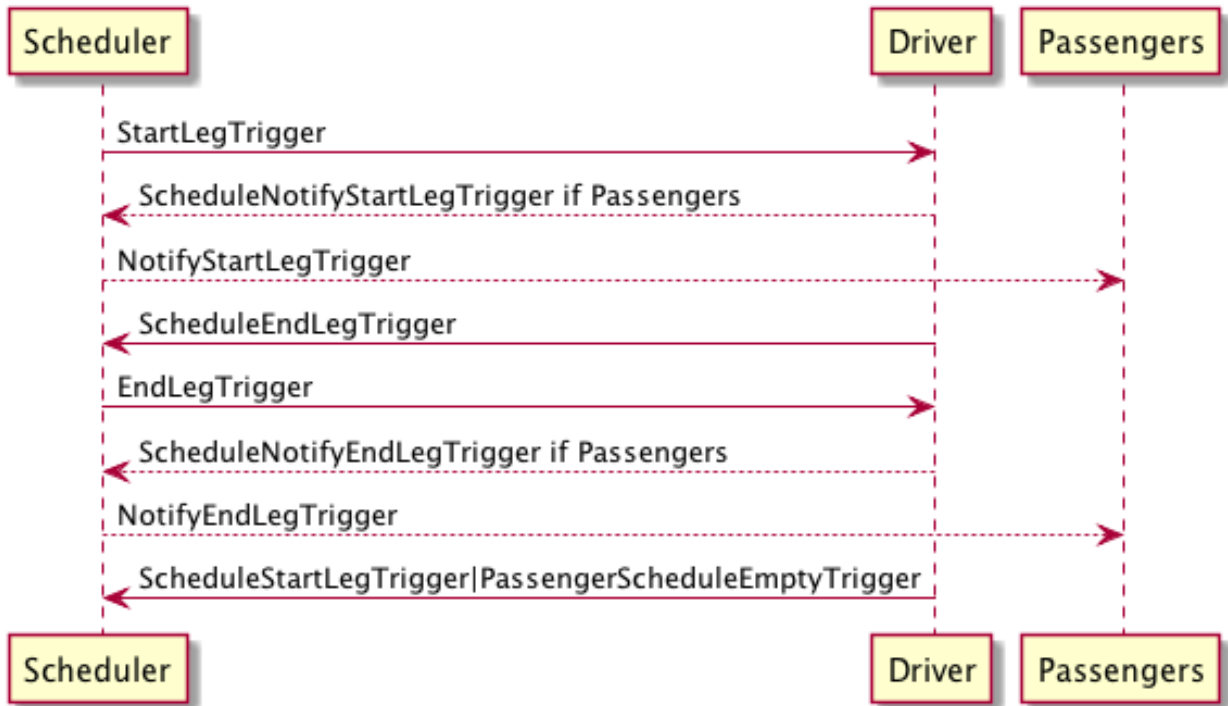 Scheduler Driver Passengers
StartLegTrigger
ScheduleNotifyStartLegTrigger if Passengers
NotifyStartLegTrigger
ScheduleEndLegTrigger
EndLegTrigger
ScheduleNotifyEndLegTrigger if Passengers
NotifyEndLegTrigger
ScheduleStartLegTrigger|PassengerScheduleEmptyTrigger
Scheduler Driver Passengers